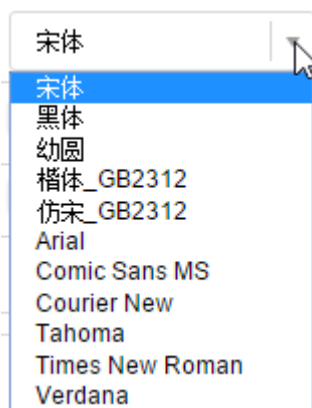 宋体
宋体
黑体
幼圆
楷体_GB2312
仿宋_GB2312
Arial
Comic Sans MS
Courier New
Tahoma
Times New Roman
Verdana